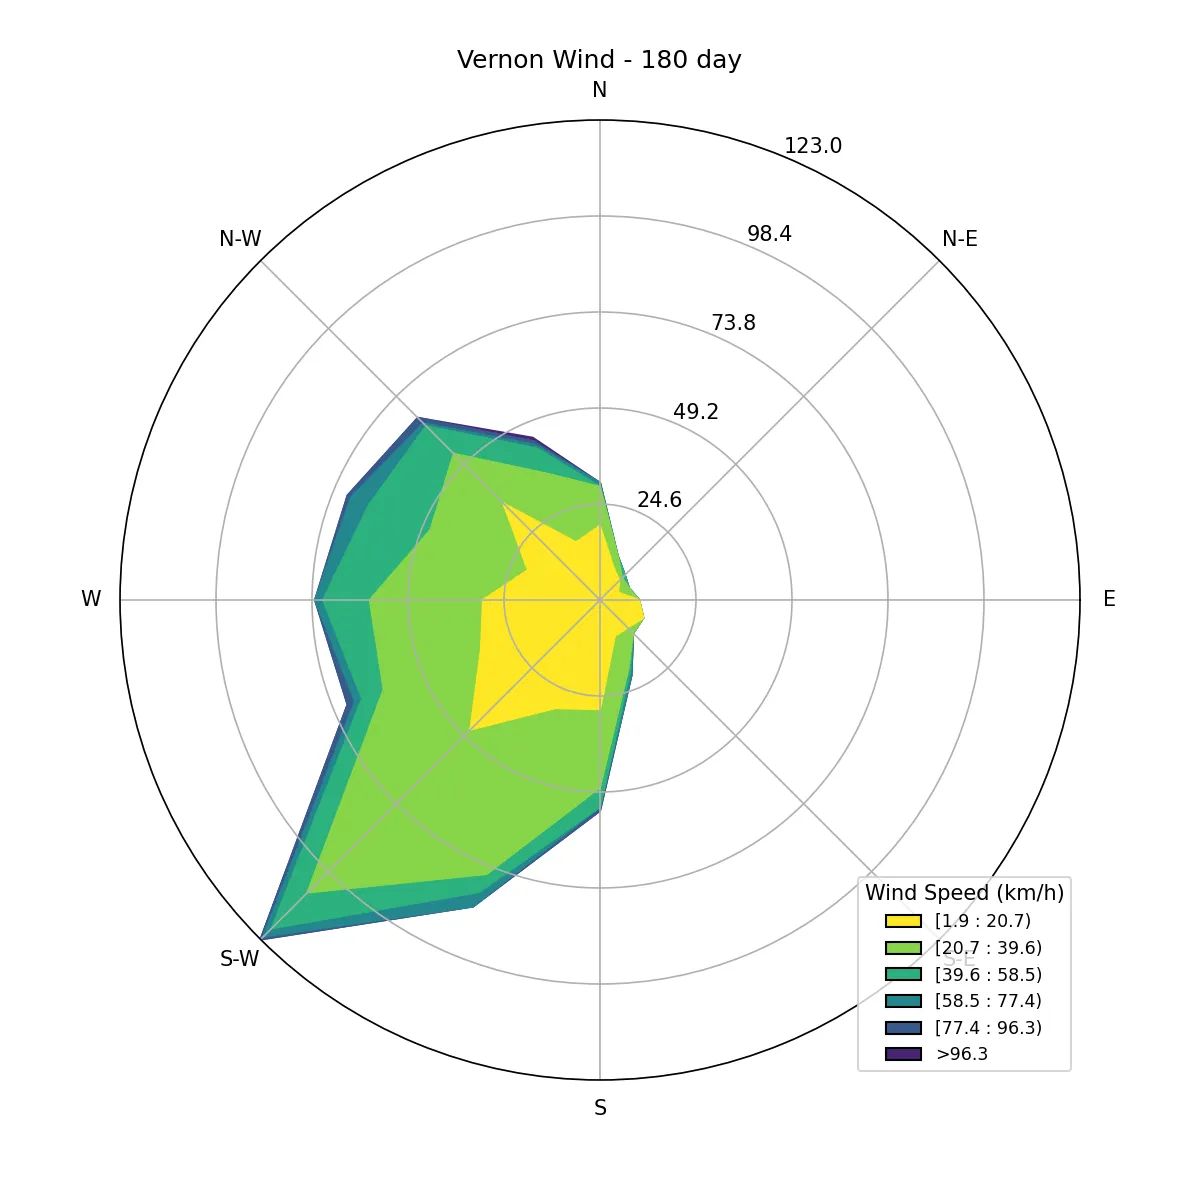 Vernon Wind - 180 day
N
123.0
98.4
N-W
N-E
73.8
49.2
24.6
W
E
S-W
S-E
S
Wind Speed (km/h)
[1.9 : 20.7)
[20.7 : 39.6)
[39.6 : 58.5)
[58.5 : 77.4)
[77.4 : 96.3)
>96.3